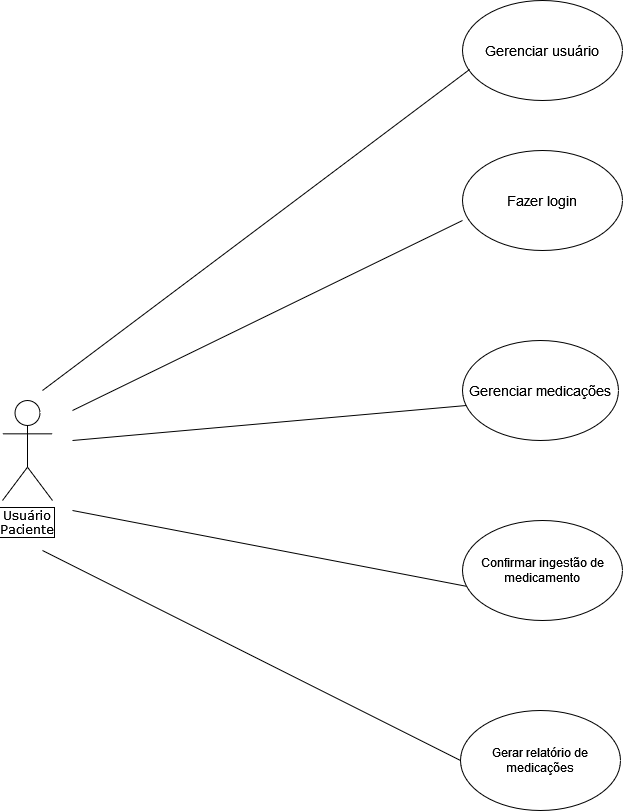 Gerenciar usuário
Fazer login
Gerenciar medicações
Usuário
Paciente
Confirmar ingestão de
medicamento
Gerar relatório de
medicações